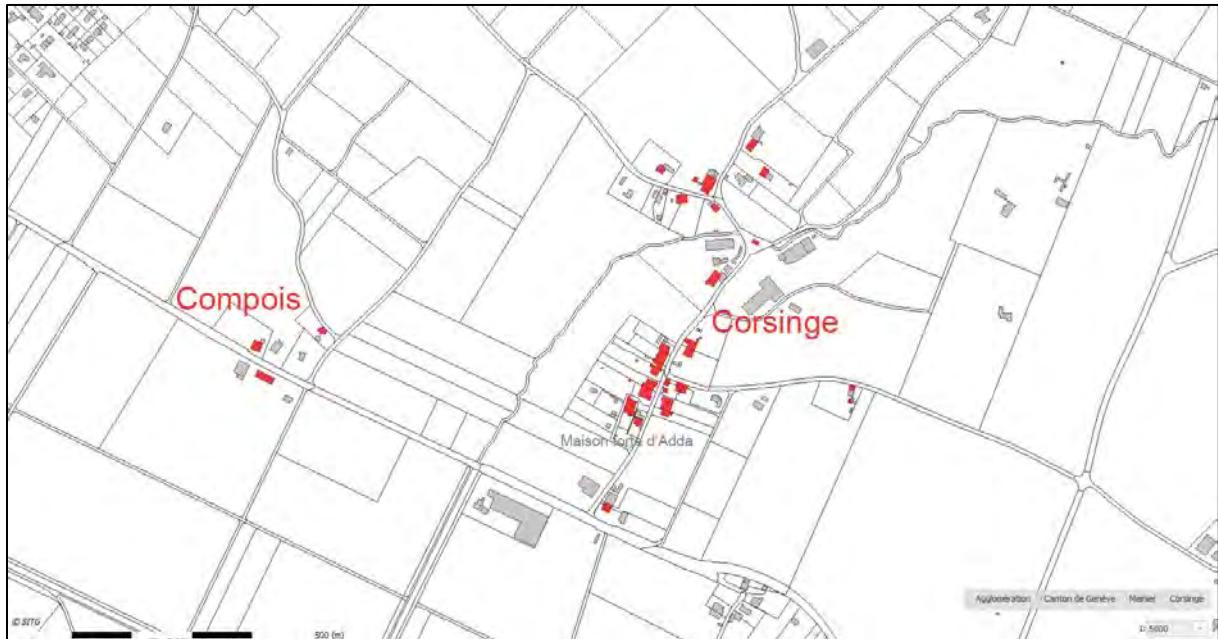 Compois
Corsinge
Maison forte d'Adda
Agglomération Canton de Genève Meinier Corsinge
© SITG
500 (m)
1: 5000